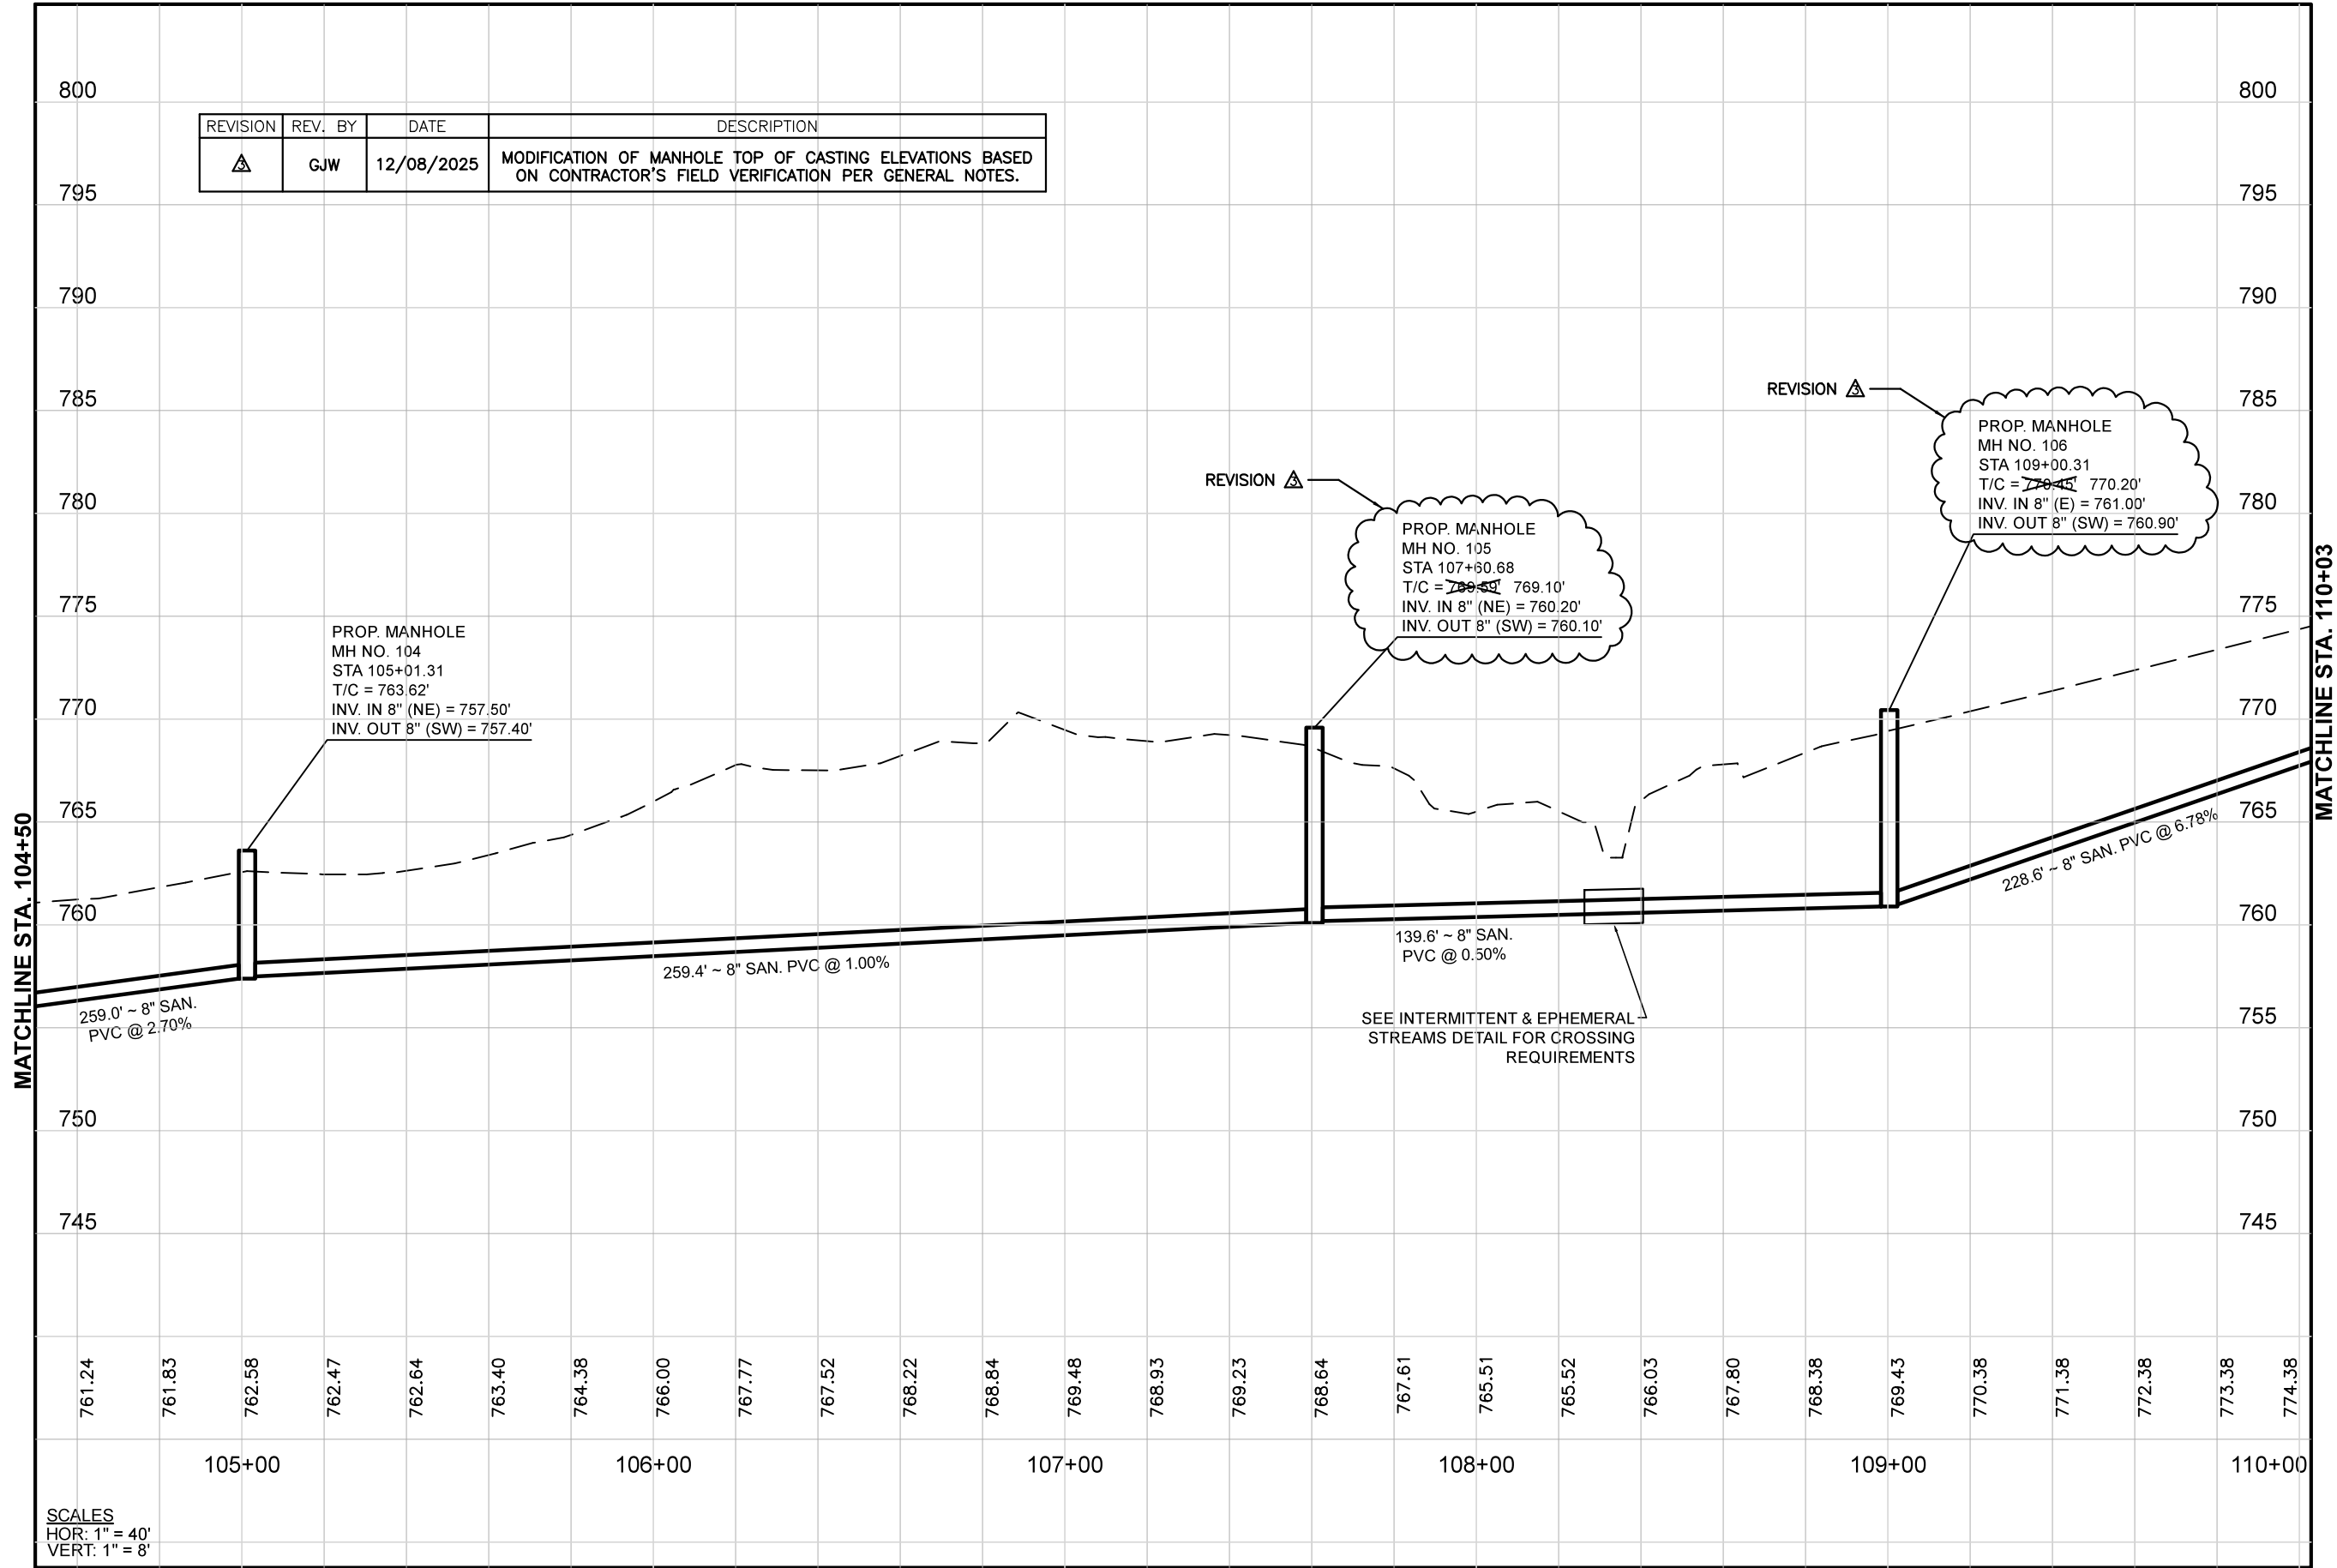 800
800
REVISION REV. BY DATE DESCRIPTION
3 GJW 12/08/2025 MODIFICATION OF MANHOLE TOP OF CASTING ELEVATIONS BASED
ON CONTRACTOR'S FIELD VERIFICATION PER GENERAL NOTES.
795
795
790
790
785
785
REVISION 3
PROP. MANHOLE
MH NO. 106
STA 109+00.31
T/C = 770.45' 770.20'
INV. IN 8" (E) = 761.00'
INV. OUT 8" (SW) = 760.90'
780
780
REVISION 3
PROP. MANHOLE
MH NO. 105
STA 107+60.68
T/C = 769.59' 769.10'
INV. IN 8" (NE) = 760.20'
INV. OUT 8" (SW) = 760.10'
775
775
PROP. MANHOLE
MH NO. 104
STA 105+01.31
T/C = 763.62'
INV. IN 8" (NE) = 757.50'
INV. OUT 8" (SW) = 757.40'
770
770
765
765
760
760
755
755
750
750
745
745
MATCHLINE STA. 104+50
MATCHLINE STA. 110+03
259.0' ~ 8" SAN.
PVC @ 2.70%
259.4' ~ 8" SAN. PVC @ 1.00%
139.6' ~ 8" SAN.
PVC @ 0.50%
228.6' ~ 8" SAN. PVC @ 6.78%
SEE INTERMITTENT & EPHEMERAL
STREAMS DETAIL FOR CROSSING
REQUIREMENTS
761.24
761.83
762.58
762.47
762.64
763.40
764.38
766.00
767.77
767.52
768.22
768.84
769.48
768.93
769.23
768.64
767.61
765.51
765.52
766.03
767.80
768.38
769.43
770.38
771.38
772.38
773.38
774.38
105+00
106+00
107+00
108+00
109+00
110+00
SCALES
HOR: 1" = 40'
VERT: 1" = 8'